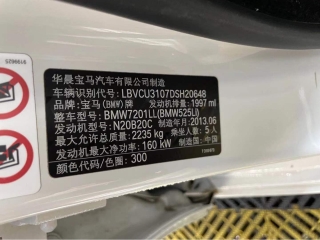 华晨宝马汽车有限公司制造
车辆识别代号: LBVCU3107DSH20648
品牌: 宝马(BMW)牌 发动机排量: 1997 ml
整车型号: BMW7201LL(BMW525Li)
发动机型号: N20B20C 制造年月: 2013.06
最大允许总质量: 2235 kg 乘坐人数: 5 人
发动机最大净功率: 160 kW 制造国: 中国
颜色代码/色圈: 300